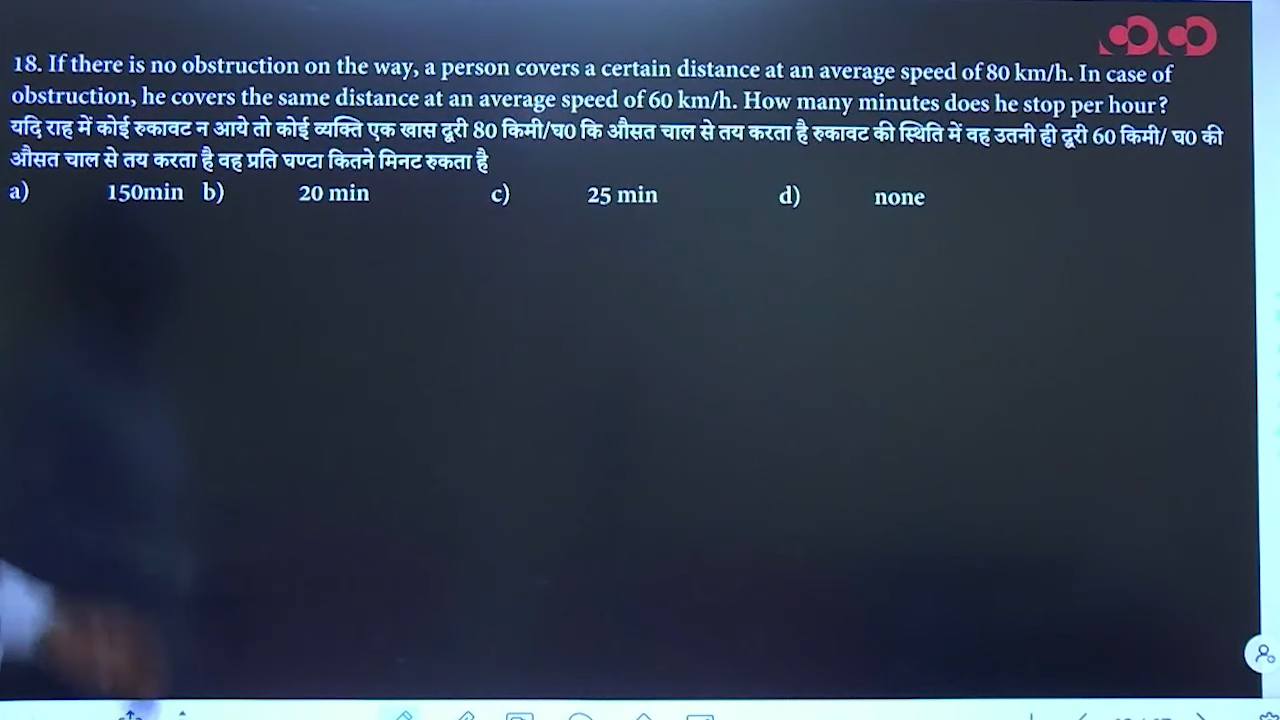 18. If there is no obstruction on the way, a person covers a certain distance at an average speed of 80 km/h. In case of
obstruction, he covers the same distance at an average speed of 60 km/h. How many minutes does he stop per hour?
यदि राह में कोई रुकावट न आये तो कोई व्यक्ति एक खास दूरी 80 किमी/घ0 कि औसत चाल से तय करता है रुकावट की स्थिति में वह उतनी ही दूरी 60 किमी/ घ0 की
औसत चाल से तय करता है वह प्रति घण्टा कितने मिनट रुकता है
a) 150min b) 20 min c) 25 min d) none